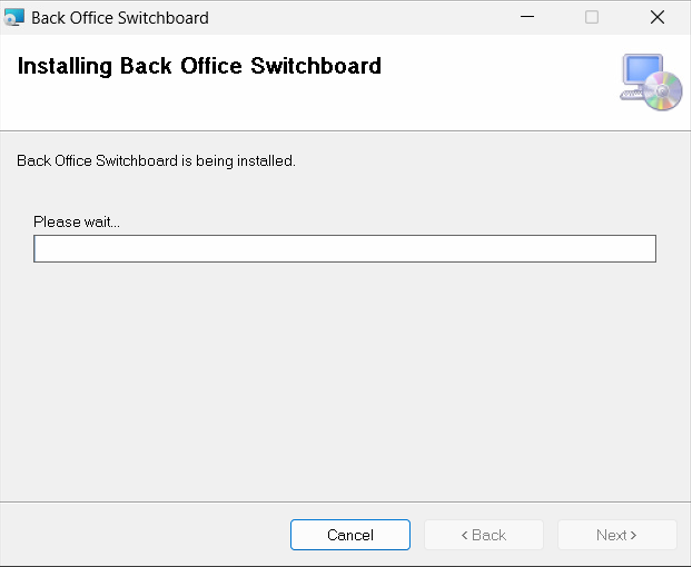 Back Office Switchboard
Installing Back Office Switchboard
Back Office Switchboard is being installed.
Please wait...
Cancel
< Back
Next >